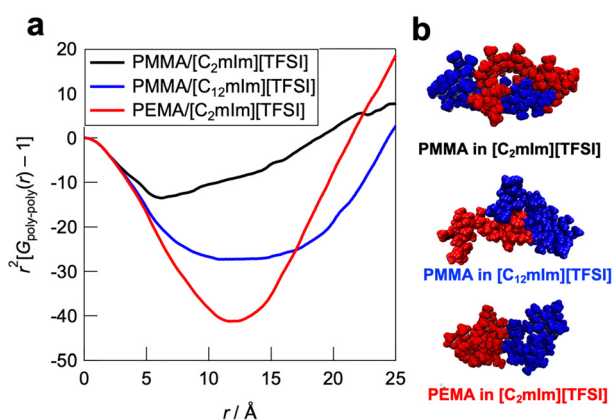 a
20
10
0
-10
-20
-30
-40
-50
r²[Gpoly-poly(r) − 1]
PMMA/[C₂mIm][TFSI]
PMMA/[C₁₂mIm][TFSI]
PEMA/[C₂mIm][TFSI]
0 5 10 15 20 25
r / Å
b
PMMA in [C₂mIm][TFSI]
PMMA in [C₁₂mIm][TFSI]
PEMA in [C₂mIm][TFSI]